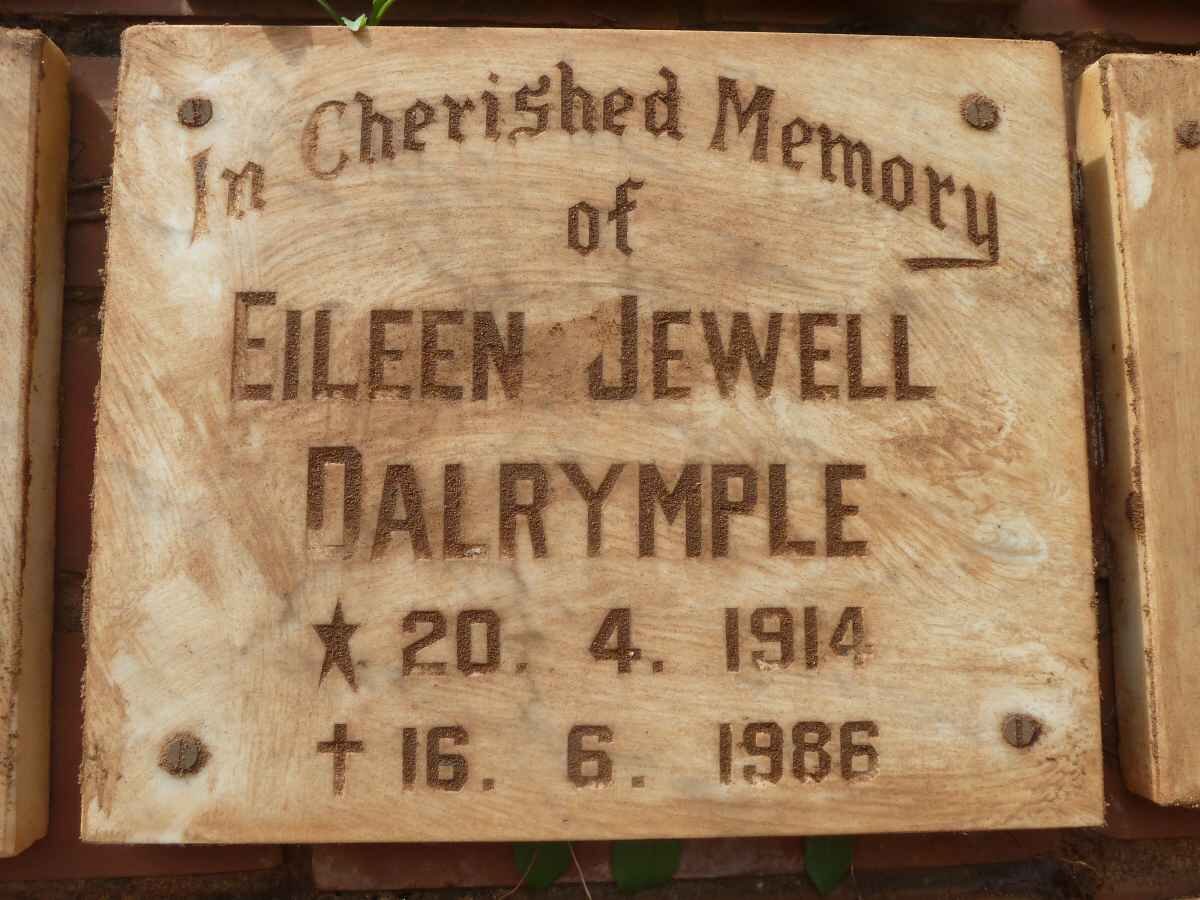 In Cherished Memory
of
EILEEN JEWELL
DALRYMPLE
★ 20. 4. 1914
✝ 16. 6. 1986